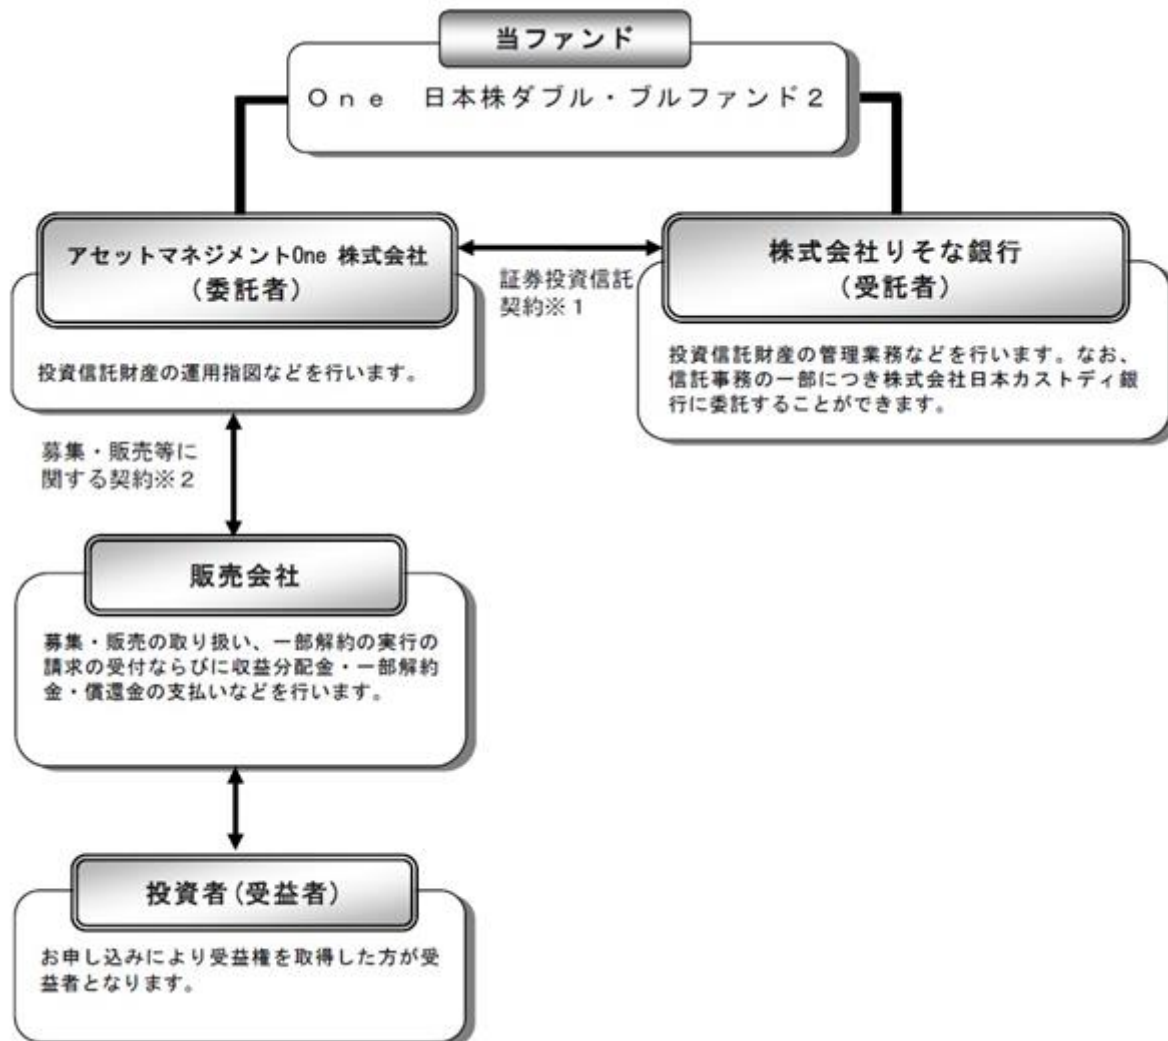 当ファンド
One 日本株ダブル・ブルファンド2
アセットマネジメントOne 株式会社
(委託者)
投資信託財産の運用指図などを行います。
証券投資信託
契約※1
株式会社りそな銀行
(受託者)
投資信託財産の管理業務などを行います。なお、
信託事務の一部につき株式会社日本カストディ銀
行に委託することができます。
募集・販売等に
関する契約※2
販売会社
募集・販売の取り扱い、一部解約の実行の
請求の受付ならびに収益分配金・一部解約
金・償還金の支払いなどを行います。
投資者(受益者)
お申し込みにより受益権を取得した方が受
益者となります。